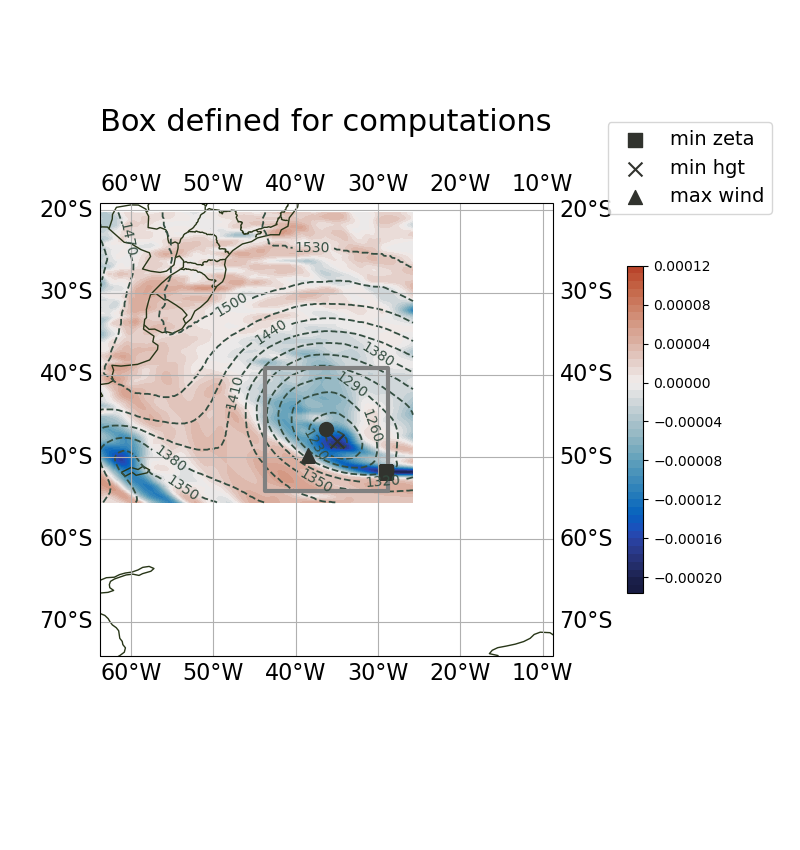 Box defined for computations
min zeta
min hgt
max wind
60°W 50°W 40°W 30°W 20°W 10°W
20°S 20°S
30°S 30°S
40°S 40°S
50°S 50°S
60°S 60°S
70°S 70°S
60°W 50°W 40°W 30°W 20°W 10°W
1530
1500
1440
1380
1290
1410
1260
1380
1350
1350
1320
0.00012
0.00008
0.00004
0.00000
−0.00004
−0.00008
−0.00012
−0.00016
−0.00020